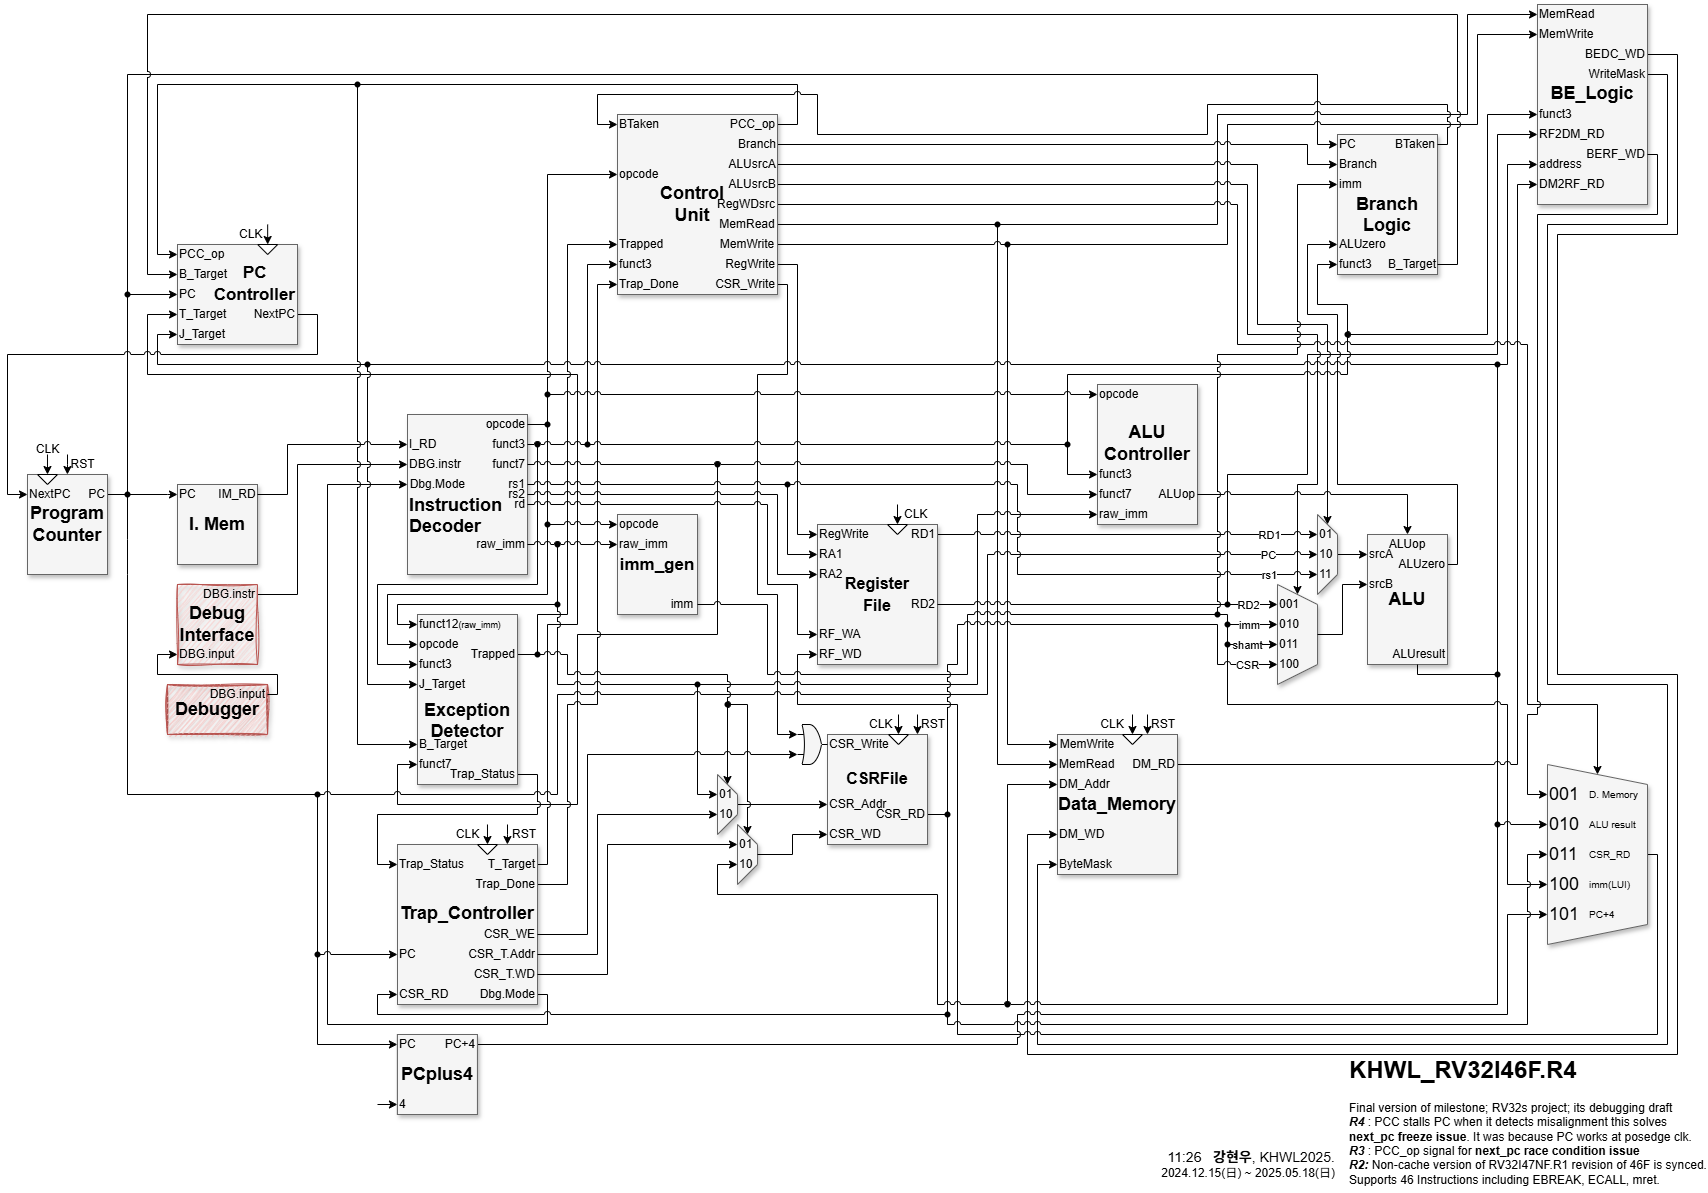 MemRead
MemWrite
BEDC_WD
WriteMask
BE_Logic
funct3
RF2DM_RD
BERF_WD
address
DM2RF_RD
BTaken
PCC_op
Branch
ALUsrcA
opcode
ALUsrcB
Control
Unit
RegWDsrc
MemRead
Trapped
MemWrite
funct3
RegWrite
Trap_Done
CSR_Write
PC
BTaken
Branch
imm
Branch
Logic
ALUzero
funct3
B_Target
CLK
PCC_op
PC
Controller
B_Target
PC
T_Target
NextPC
J_Target
CLK
RST
NextPC
PC
Program
Counter
PC
IM_RD
I. Mem
opcode
I_RD
funct3
DBG.instr
funct7
Dbg.Mode
rs1
rs2
rd
Instruction
Decoder
raw_imm
opcode
raw_imm
imm_gen
imm
opcode
ALU
Controller
funct3
funct7
ALUop
raw_imm
CLK
RegWrite
RD1
RA1
RA2
Register
File
RD2
RF_WA
RF_WD
RD1
01
PC
10
rs1
11
RD2
001
imm
010
shamt
011
CSR
100
ALUop
srcA
ALUzero
srcB
ALU
ALUresult
DBG.instr
Debug
Interface
DBG.input
DBG.input
Debugger
funct12(raw_imm)
opcode
Trapped
funct3
J_Target
Exception
Detector
B_Target
funct7
Trap_Status
CLK
RST
CSR_Write
CSRFile
CSR_Addr
CSR_RD
CSR_WD
01
10
01
10
CLK
RST
MemWrite
MemRead
DM_RD
DM_Addr
Data_Memory
DM_WD
ByteMask
001 D. Memory
010 ALU result
011 CSR_RD
100 imm(LUI)
101 PC+4
CLK
RST
Trap_Status
T_Target
Trap_Done
Trap_Controller
CSR_WE
PC
CSR_T.Addr
CSR_T.WD
CSR_RD
Dbg.Mode
PC
PC+4
PCplus4
4
KHWL_RV32I46F.R4
Final version of milestone; RV32s project; its debugging draft
R4 : PCC stalls PC when it detects misalignment this solves
next_pc freeze issue. It was because PC works at posedge clk.
R3 : PCC_op signal for next_pc race condition issue
R2: Non-cache version of RV32I47NF.R1 revision of 46F is synced.
Supports 46 Instructions including EBREAK, ECALL, mret.
11:26 강현우, KHWL2025.
2024.12.15(日) ~ 2025.05.18(日)